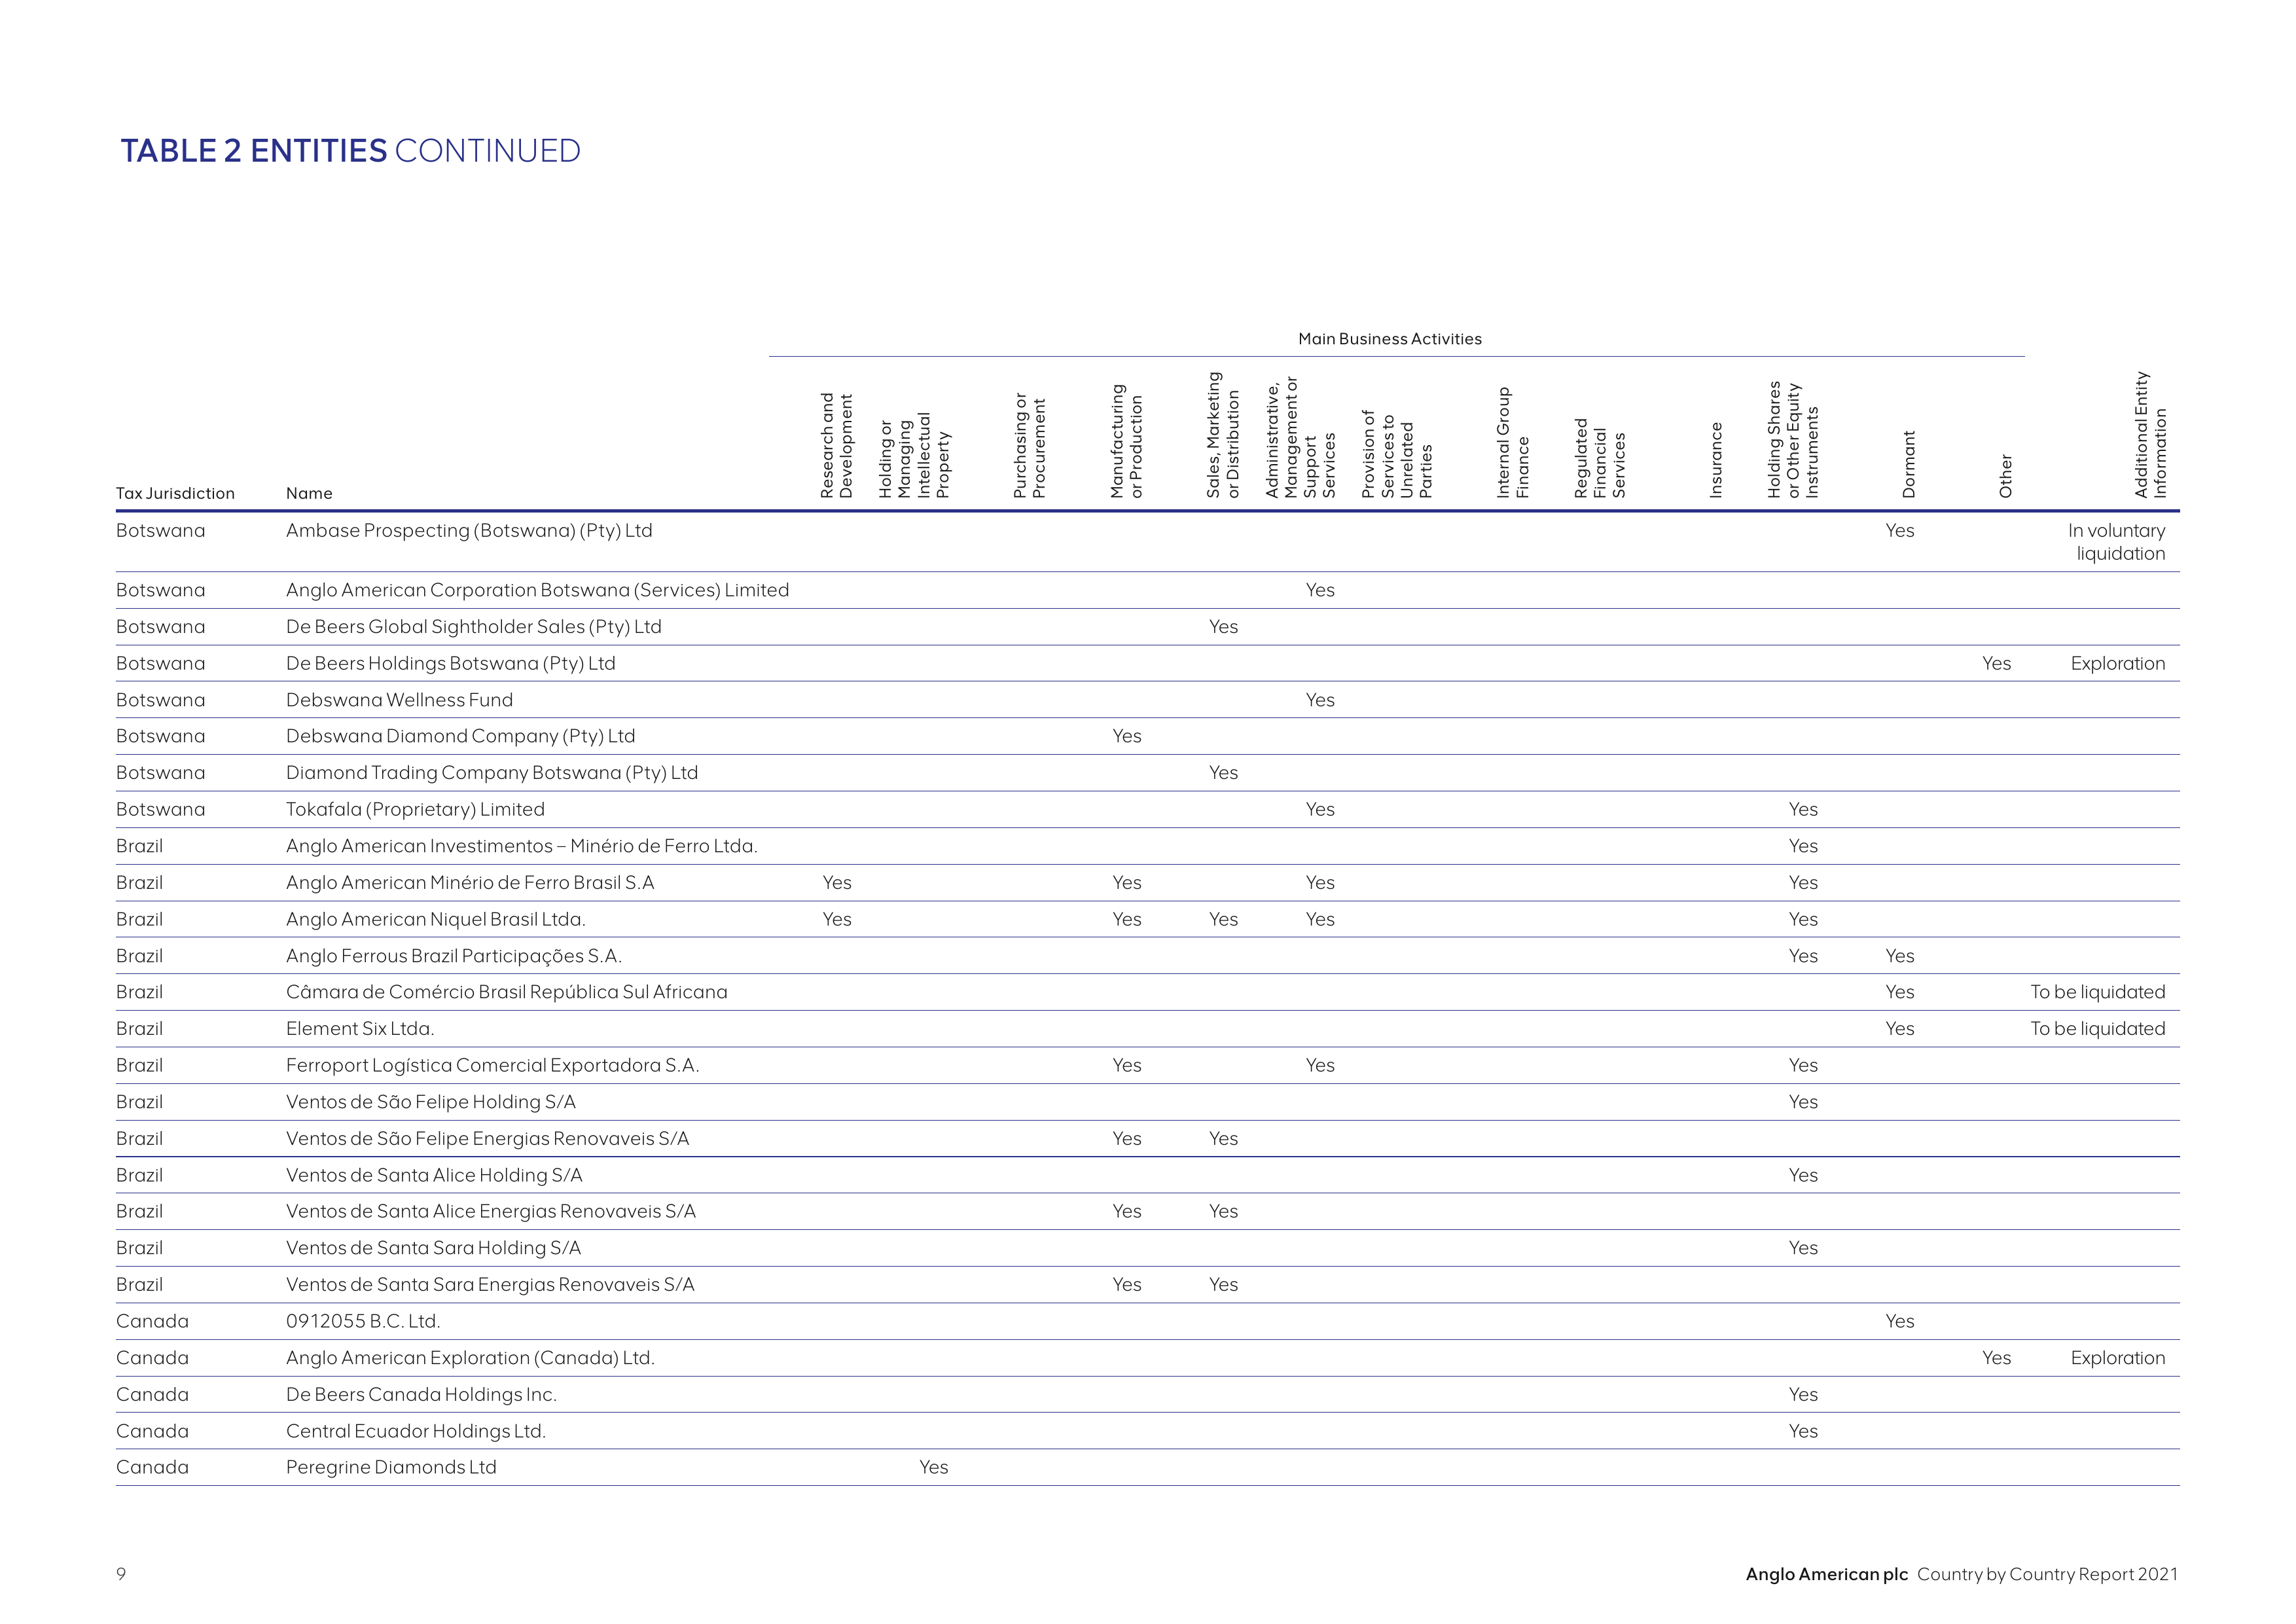 TABLE 2 ENTITIES CONTINUED
Main Business Activities
Tax Jurisdiction
Name
Research and
Development
Holding or
Managing
Intellectual
Property
Purchasing or
Procurement
Manufacturing
or Production
Sales, Marketing
or Distribution
Administrative,
Management or
Support
Services
Provision of
Services to
Unrelated
Parties
Internal Group
Finance
Regulated
Financial
Services
Insurance
Holding Shares
or Other Equity
Instruments
Dormant
Other
Additional Entity
Information
Botswana Ambase Prospecting (Botswana) (Pty) Ltd Yes In voluntary
liquidation
Botswana Anglo American Corporation Botswana (Services) Limited Yes
Botswana De Beers Global Sightholder Sales (Pty) Ltd Yes
Botswana De Beers Holdings Botswana (Pty) Ltd Yes Exploration
Botswana Debswana Wellness Fund Yes
Botswana Debswana Diamond Company (Pty) Ltd Yes
Botswana Diamond Trading Company Botswana (Pty) Ltd Yes
Botswana Tokafala (Proprietary) Limited Yes Yes
Brazil Anglo American Investimentos – Minério de Ferro Ltda. Yes
Brazil Anglo American Minério de Ferro Brasil S.A Yes Yes Yes Yes
Brazil Anglo American Niquel Brasil Ltda. Yes Yes Yes Yes Yes
Brazil Anglo Ferrous Brazil Participações S.A. Yes Yes
Brazil Câmara de Comércio Brasil República Sul Africana Yes To be liquidated
Brazil Element Six Ltda. Yes To be liquidated
Brazil Ferroport Logística Comercial Exportadora S.A. Yes Yes Yes
Brazil Ventos de São Felipe Holding S/A Yes
Brazil Ventos de São Felipe Energias Renovaveis S/A Yes Yes
Brazil Ventos de Santa Alice Holding S/A Yes
Brazil Ventos de Santa Alice Energias Renovaveis S/A Yes Yes
Brazil Ventos de Santa Sara Holding S/A Yes
Brazil Ventos de Santa Sara Energias Renovaveis S/A Yes Yes
Canada 0912055 B.C. Ltd. Yes
Canada Anglo American Exploration (Canada) Ltd. Yes Exploration
Canada De Beers Canada Holdings Inc. Yes
Canada Central Ecuador Holdings Ltd. Yes
Canada Peregrine Diamonds Ltd Yes
9 Anglo American plc Country by Country Report 2021